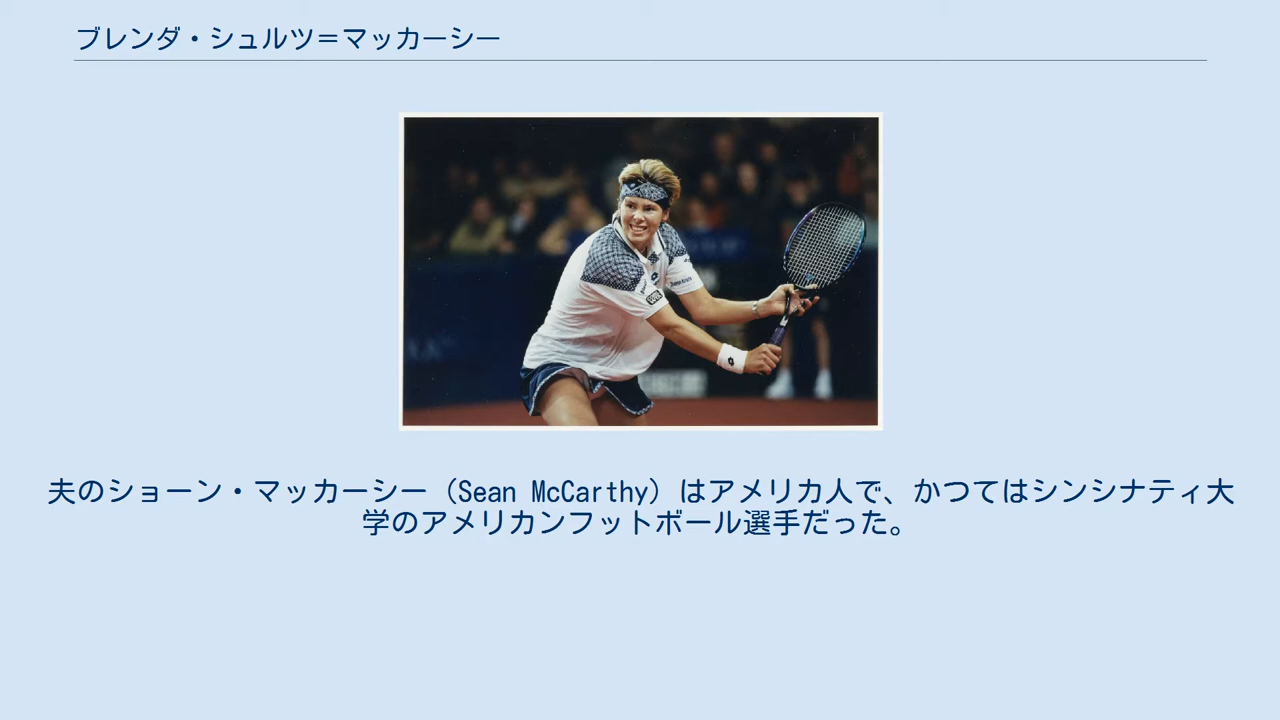 ブレンダ・シュルツ＝マッカーシー
夫のショーン・マッカーシー（Sean McCarthy）はアメリカ人で、かつてはシンシナティ大
学のアメリカンフットボール選手だった。